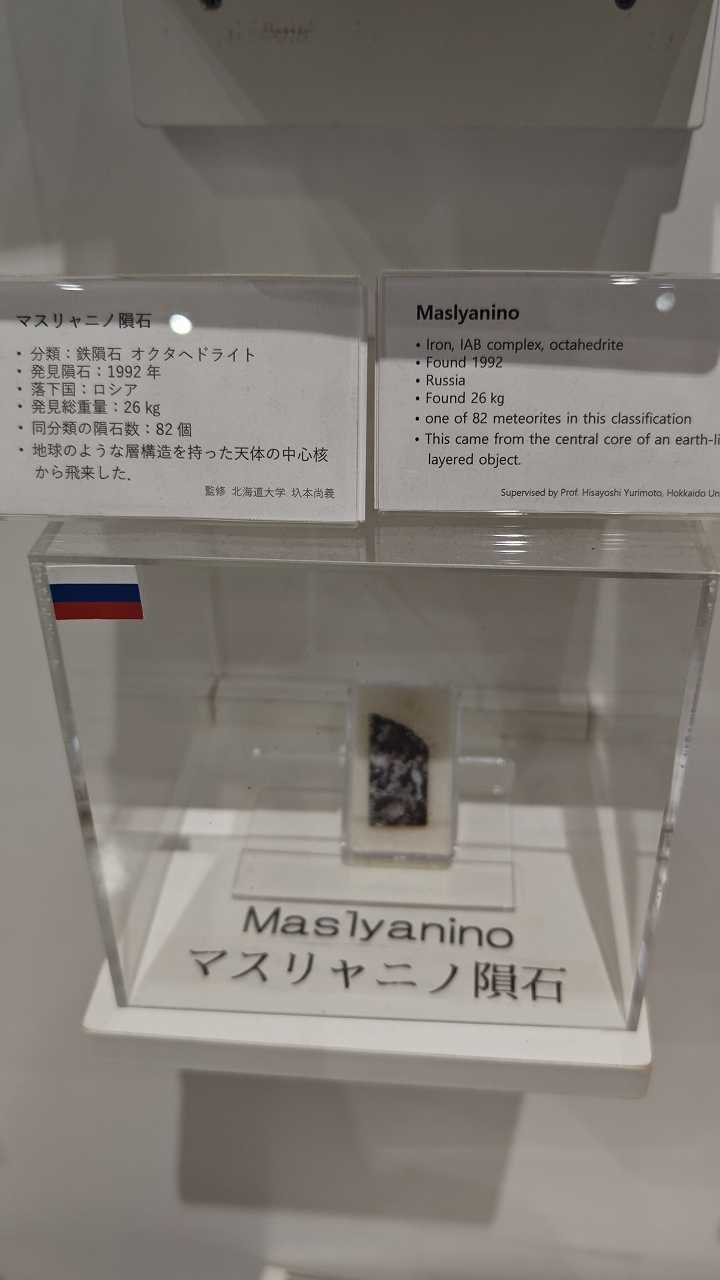 マスリャニノ隕石
・分類：鉄隕石 オクタヘドライト
・発見隕石：1992 年
・落下国：ロシア
・発見総重量：26 kg
・同分類の隕石数：82 個
・地球のような層構造を持った天体の中心核
から飛来した.
監修 北海道大学 圦本尚義
Maslyanino
• Iron, IAB complex, octahedrite
• Found 1992
• Russia
• Found 26 kg
• one of 82 meteorites in this classification
• This came from the central core of an earth-li
layered object.
Supervised by Prof. Hisayoshi Yurimoto, Hokkaido Un
Maslyanino
マスリャニノ隕石